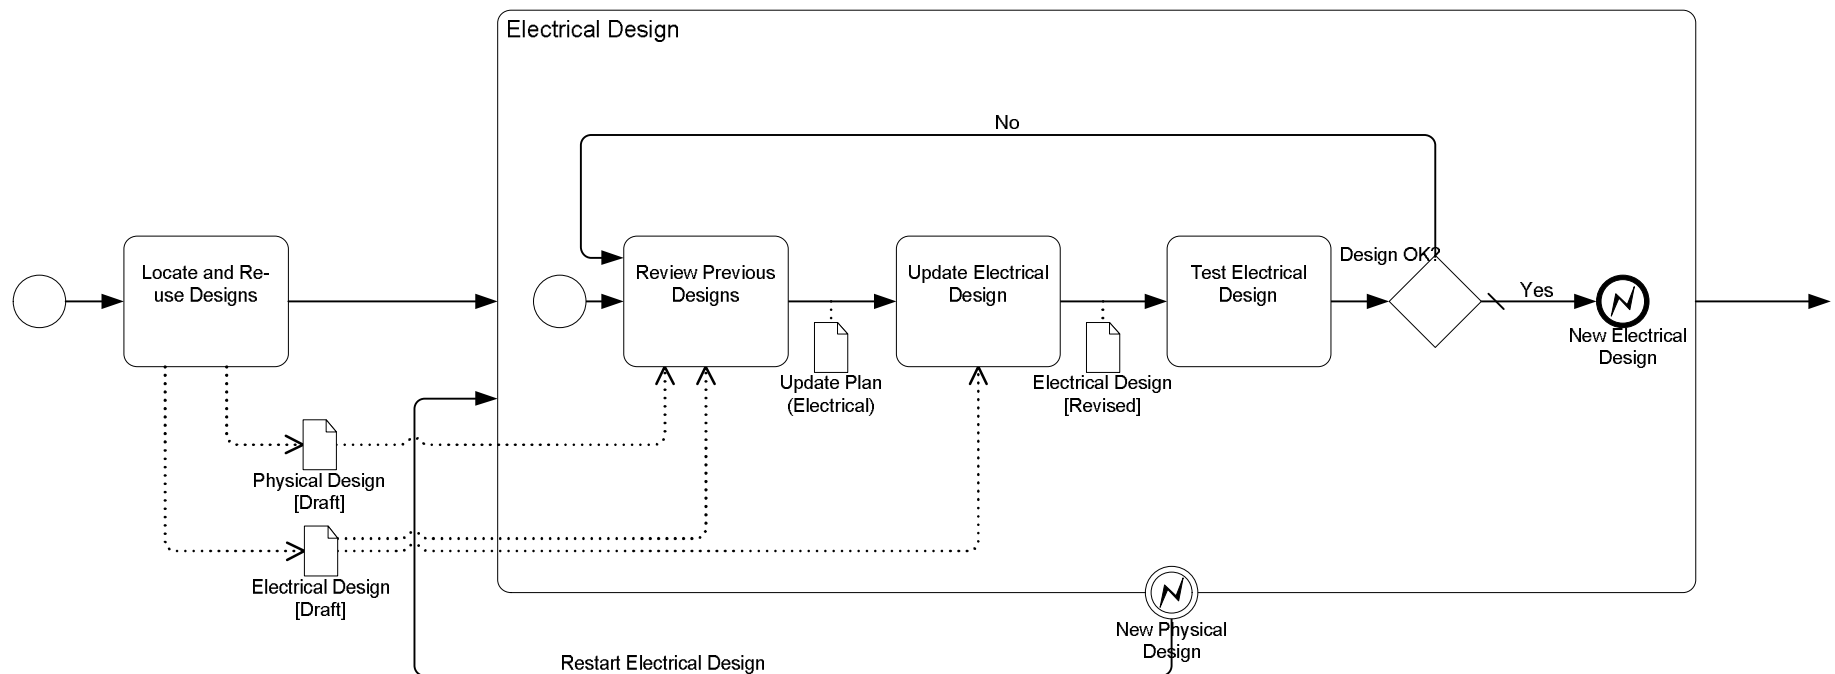 Electrical Design
No
Locate and Re-
use Designs
Review Previous
Designs
Update Electrical
Design
Test Electrical
Design
Design OK?
Yes
New Electrical
Design
Update Plan
(Electrical)
Electrical Design
[Revised]
Physical Design
[Draft]
Electrical Design
[Draft]
New Physical
Design
Restart Electrical Design